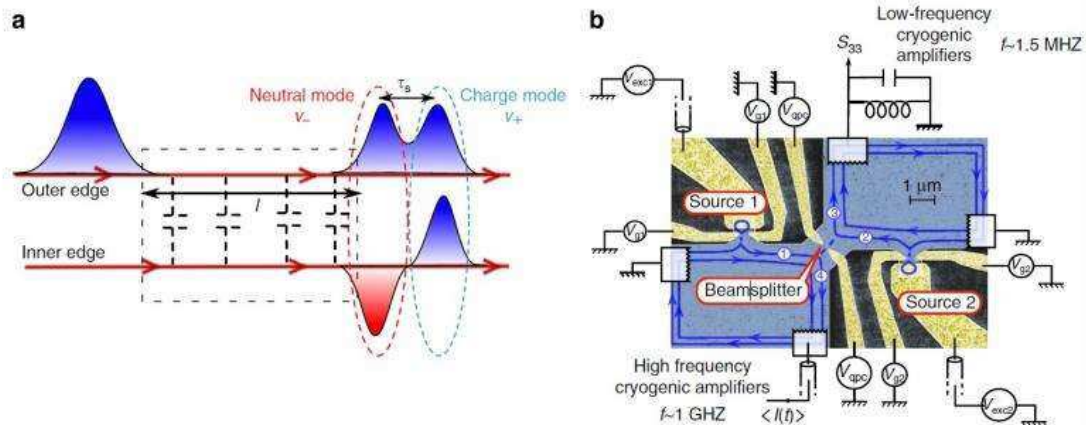 a
Neutral mode
v₋
τs
Charge mode
v₊
Outer edge
l
Inner edge
b
Low-frequency
cryogenic
amplifiers
f~1.5 MHZ
S33
Vexc1
Vg1
Vqpc
1 µm
Source 1
3
2
Vg1
1
4
Vg2
Beamsplitter
Source 2
High frequency
cryogenic amplifiers
f~1 GHZ
< I(t)>
Vqpc
Vg2
Vexc2